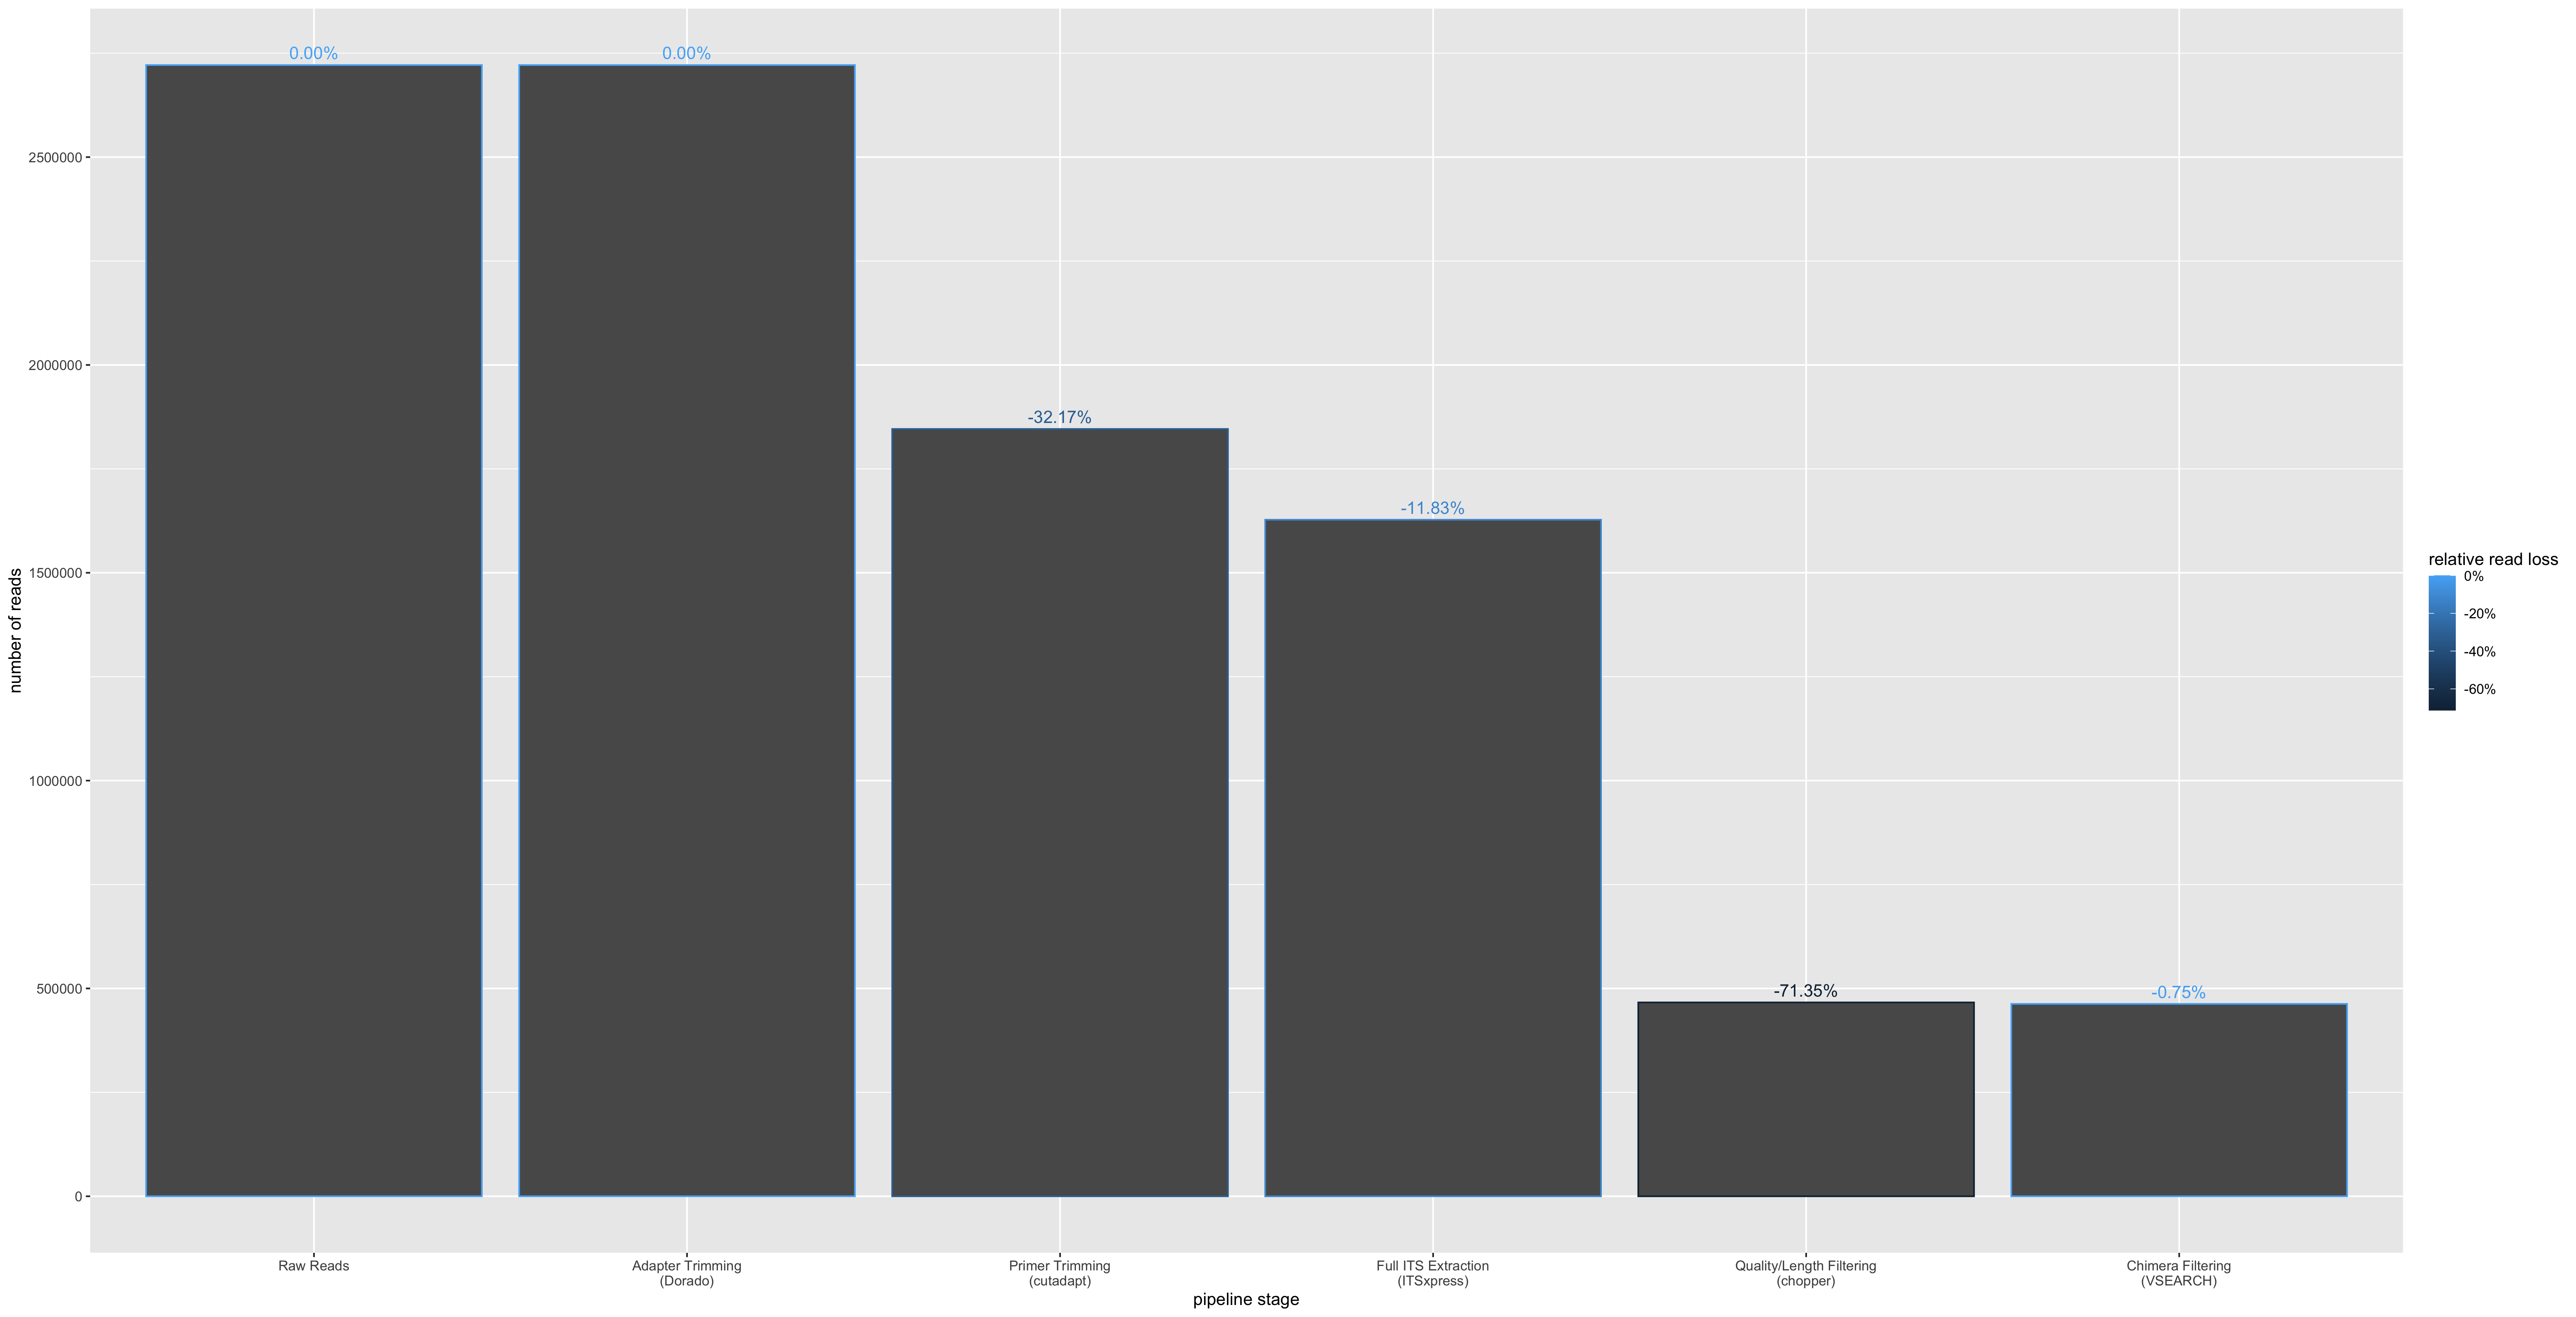 0.00%
0.00%
-32.17%
-11.83%
-71.35%
-0.75%
2500000
2000000
1500000
1000000
500000
0
number of reads
Raw Reads
Adapter Trimming
(Dorado)
Primer Trimming
(cutadapt)
Full ITS Extraction
(ITSxpress)
Quality/Length Filtering
(chopper)
Chimera Filtering
(VSEARCH)
pipeline stage
relative read loss
0%
-20%
-40%
-60%